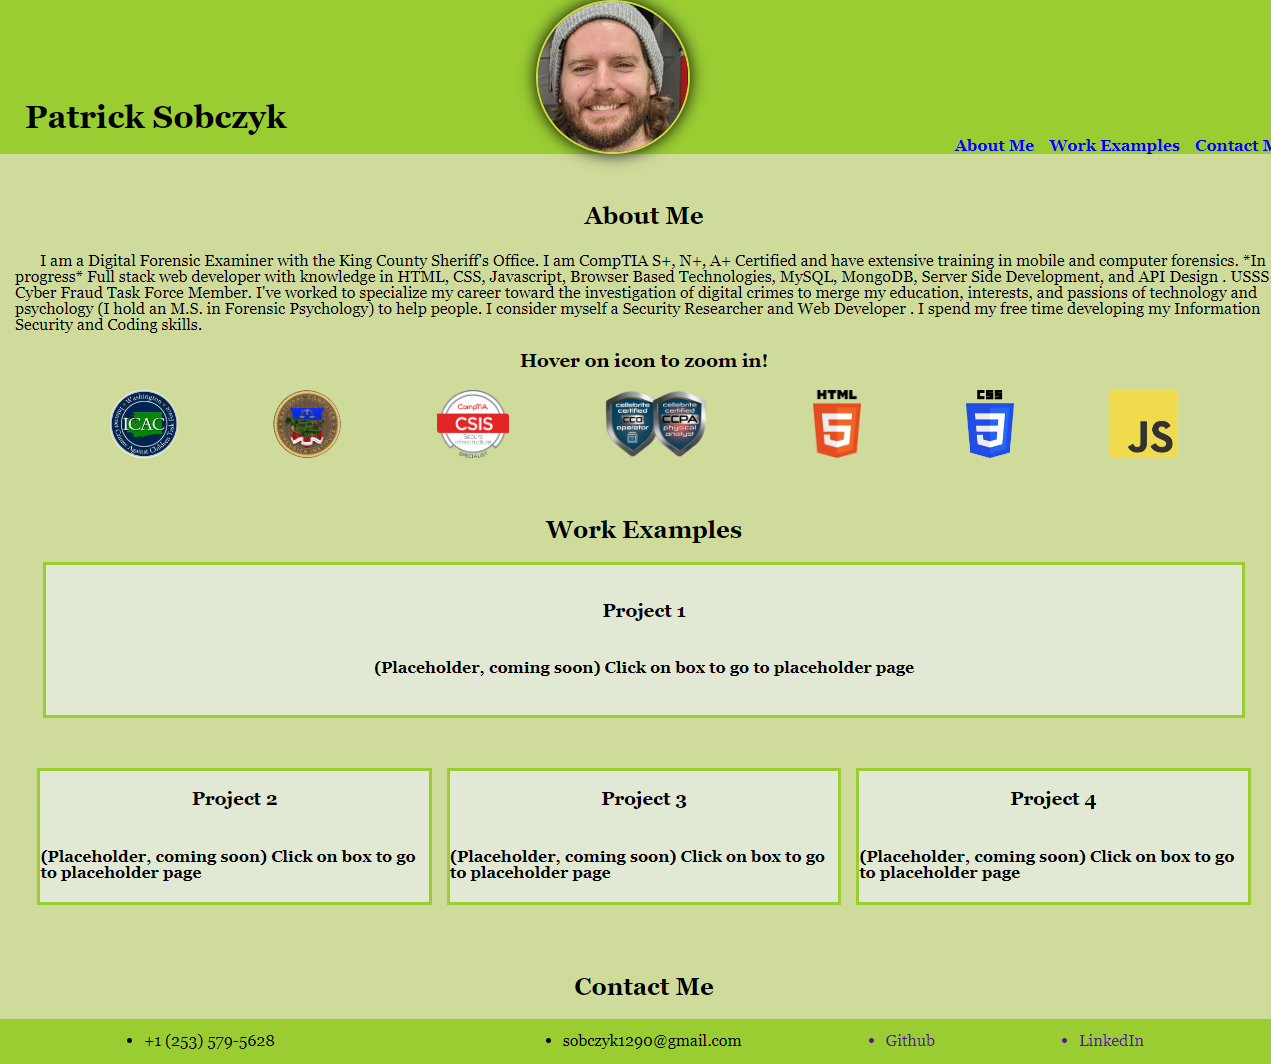 Patrick Sobczyk
About Me Work Examples Contact M
About Me
I am a Digital Forensic Examiner with the King County Sheriff's Office. I am CompTIA S+, N+, A+ Certified and have extensive training in mobile and computer forensics. *In
progress* Full stack web developer with knowledge in HTML, CSS, Javascript, Browser Based Technologies, MySQL, MongoDB, Server Side Development, and API Design . USSS
Cyber Fraud Task Force Member. I've worked to specialize my career toward the investigation of digital crimes to merge my education, interests, and passions of technology and
psychology (I hold an M.S. in Forensic Psychology) to help people. I consider myself a Security Researcher and Web Developer . I spend my free time developing my Information
Security and Coding skills.
Hover on icon to zoom in!
Washington
ICAC
Internet Crimes Against Children Task Force
CompTIA
CSIS
Secure Infrastructure
SPECIALIST
cellebrite certified
CCO
operator
cellebrite certified
CCPA
physical analyst
HTML
5
CSS
3
JS
Work Examples
Project 1
(Placeholder, coming soon) Click on box to go to placeholder page
Project 2
(Placeholder, coming soon) Click on box to go
to placeholder page
Project 3
(Placeholder, coming soon) Click on box to go
to placeholder page
Project 4
(Placeholder, coming soon) Click on box to go
to placeholder page
Contact Me
• +1 (253) 579-5628
• sobczyk1290@gmail.com
• Github
• LinkedIn